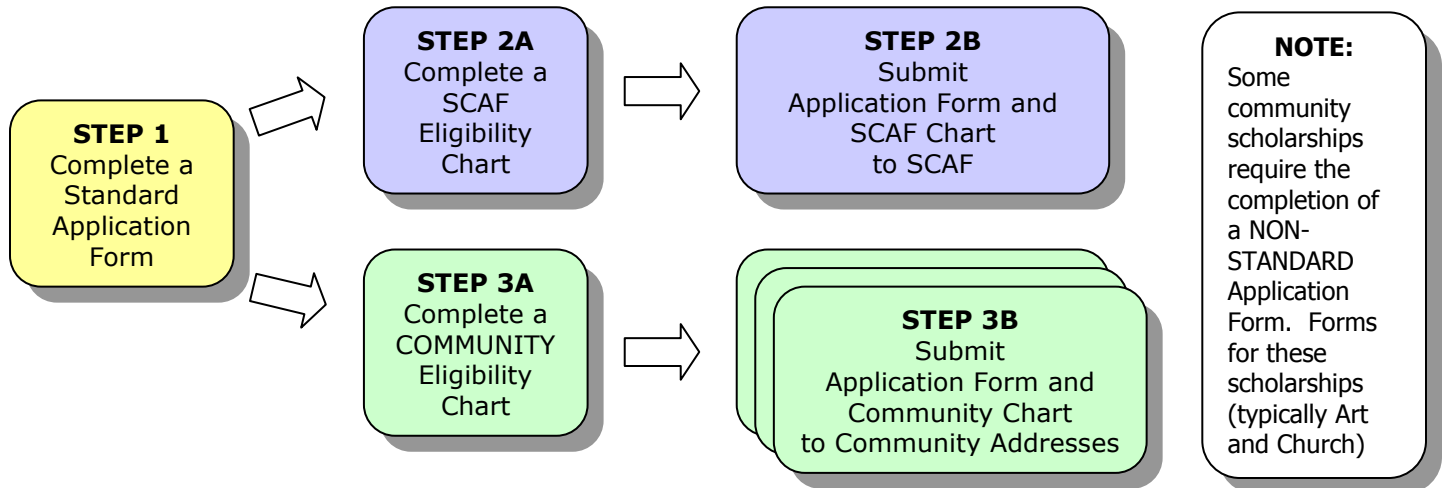 STEP 1
Complete a
Standard
Application
Form
STEP 2A
Complete a
SCAF
Eligibility
Chart
STEP 2B
Submit
Application Form and
SCAF Chart
to SCAF
STEP 3A
Complete a
COMMUNITY
Eligibility
Chart
STEP 3B
Submit
Application Form and
Community Chart
to Community Addresses
NOTE:
Some
community
scholarships
require the
completion of
a NON-
STANDARD
Application
Form.  Forms
for these
scholarships
(typically Art
and Church)